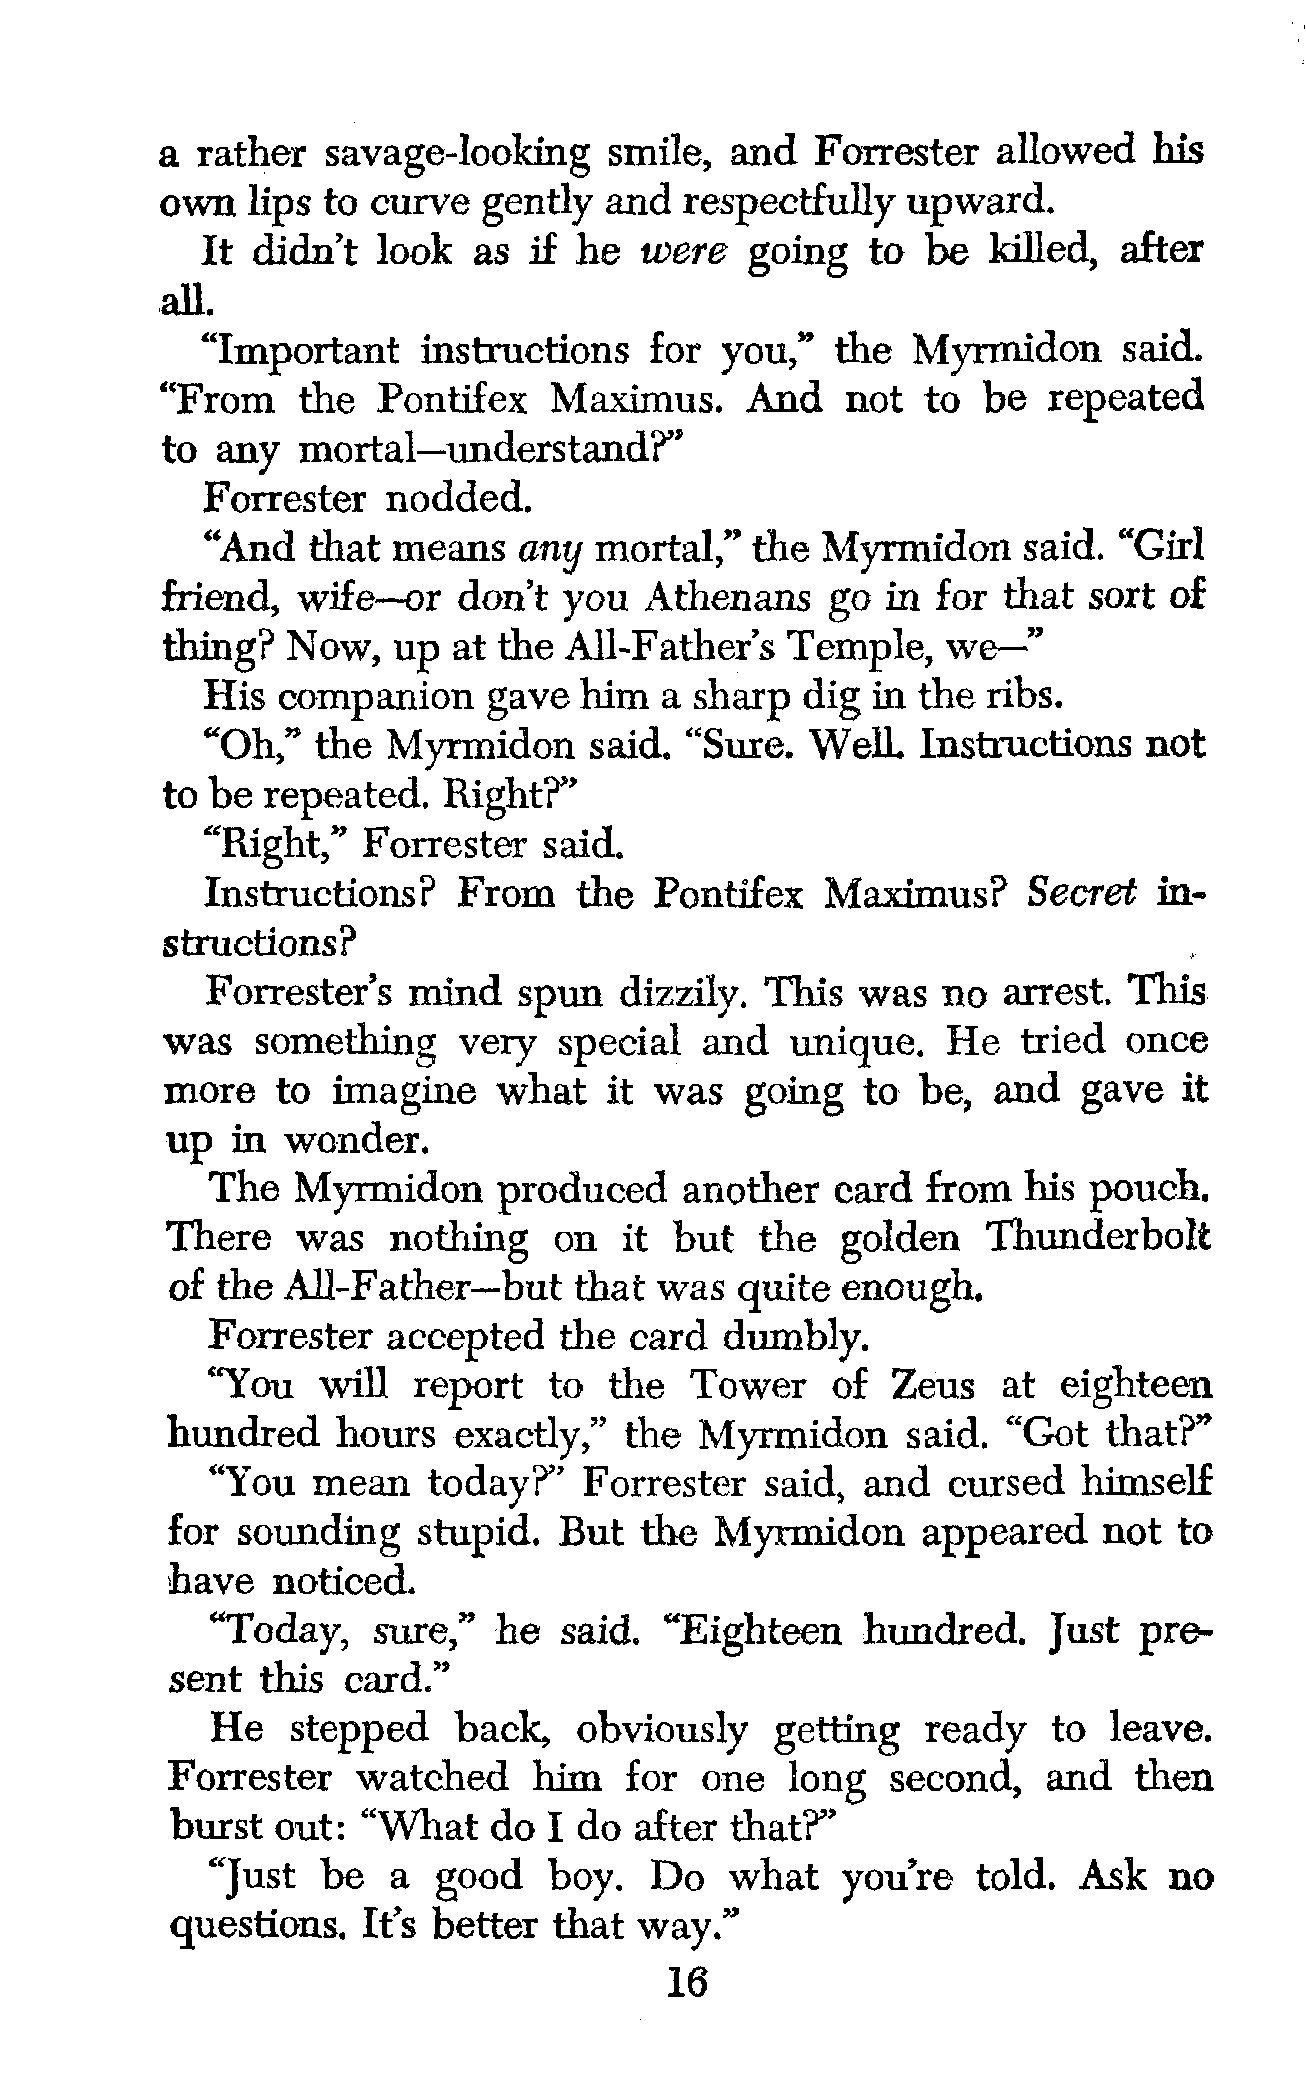 a rather savage-looking smile, and Forrester allowed his
own lips to curve gently and respectfully upward.
It didn't look as if he were going to be killed, after
all.
“Important instructions for you,” the Myrmidon said.
“From the Pontifex Maximus. And not to be repeated
to any mortal—understand?”
Forrester nodded.
“And that means any mortal,” the Myrmidon said. “Girl
friend, wife—or don't you Athenans go in for that sort of
thing? Now, up at the All-Father's Temple, we—”
His companion gave him a sharp dig in the ribs.
“Oh,” the Myrmidon said. “Sure. Well. Instructions not
to be repeated. Right?”
“Right,” Forrester said.
Instructions? From the Pontifex Maximus? Secret in-
structions?
Forrester's mind spun dizzily. This was no arrest. This
was something very special and unique. He tried once
more to imagine what it was going to be, and gave it
up in wonder.
The Myrmidon produced another card from his pouch.
There was nothing on it but the golden Thunderbolt
of the All-Father—but that was quite enough.
Forrester accepted the card dumbly.
“You will report to the Tower of Zeus at eighteen
hundred hours exactly,” the Myrmidon said. “Got that?”
“You mean today?” Forrester said, and cursed himself
for sounding stupid. But the Myrmidon appeared not to
have noticed.
“Today, sure,” he said. “Eighteen hundred. Just pre-
sent this card.”
He stepped back, obviously getting ready to leave.
Forrester watched him for one long second, and then
burst out: “What do I do after that?”
“Just be a good boy. Do what you're told. Ask no
questions. It's better that way.”
16